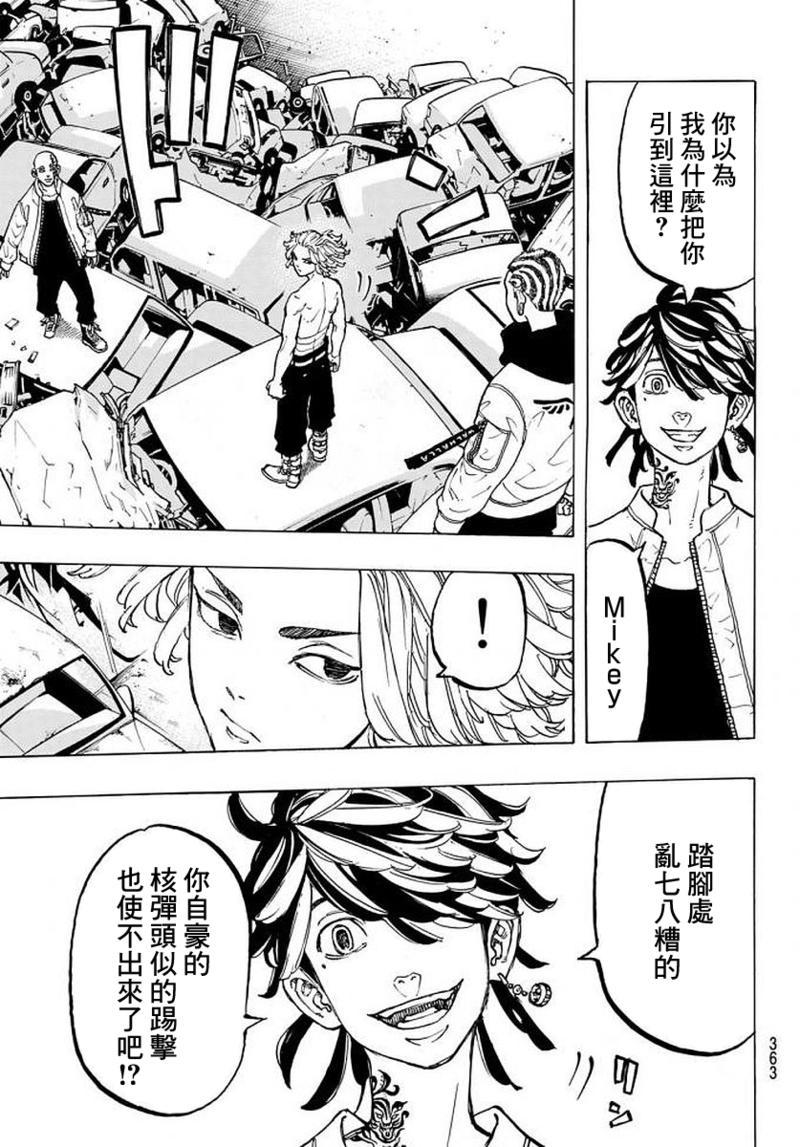 你以為
我為什麼把你
引到這裡?
Mikey
WALHALLA
!
踏腳處
亂七八糟的
你自豪的
核彈頭似的踢擊
也使不出來了吧!?
363